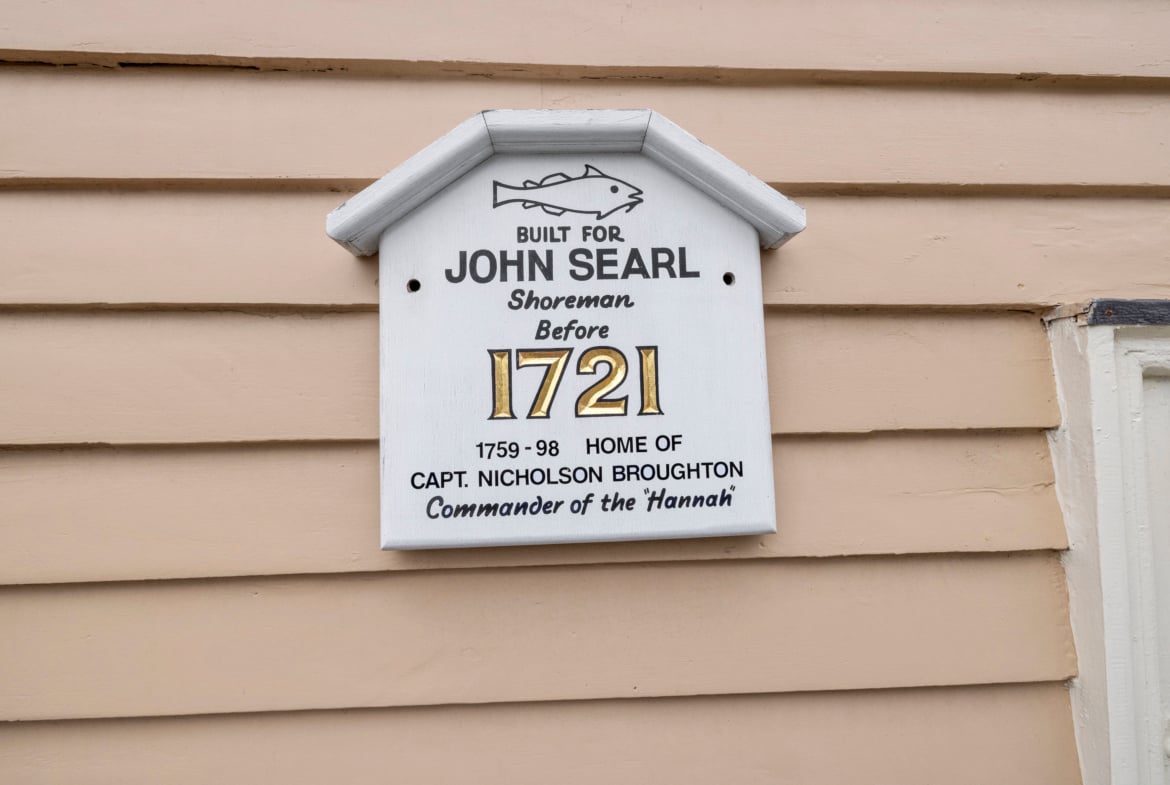 BUILT FOR
JOHN SEARL
Shoreman
Before
1721
1759-98 HOME OF
CAPT. NICHOLSON BROUGHTON
Commander of the "Hannah"